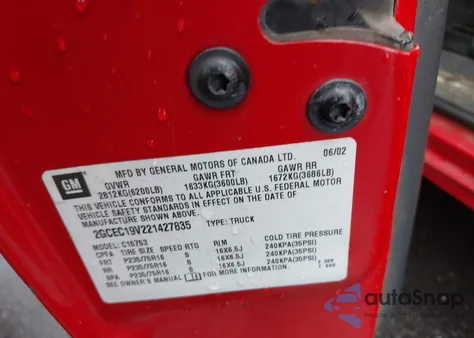 MFD BY GENERAL MOTORS OF CANADA LTD. 06/02
GM
GVWR GAWR FRT GAWR RR
2812KG(6200LB) 1633KG(3600LB) 1672KG(3686LB)
THIS VEHICLE CONFORMS TO ALL APPLICABLE U.S. FEDERAL MOTOR
VEHICLE SAFETY STANDARDS IN EFFECT ON THE DATE OF
MANUFACTURE SHOWN ABOVE.
2GCEC19V221427835 TYPE: TRUCK
MODEL: C15753
CPFA TIRE SIZE SPEED RTG RIM COLD TIRE PRESSURE
FRT P235/75R16 S 16X6.5J 240KPA(35PSI)
RR P235/75R16 S 16X6.5J 240KPA(35PSI)
SPA P235/75R16 S 16X6.5J 240KPA(35PSI)
SEE OWNER'S MANUAL FOR MORE INFORMATION.
autoSnap